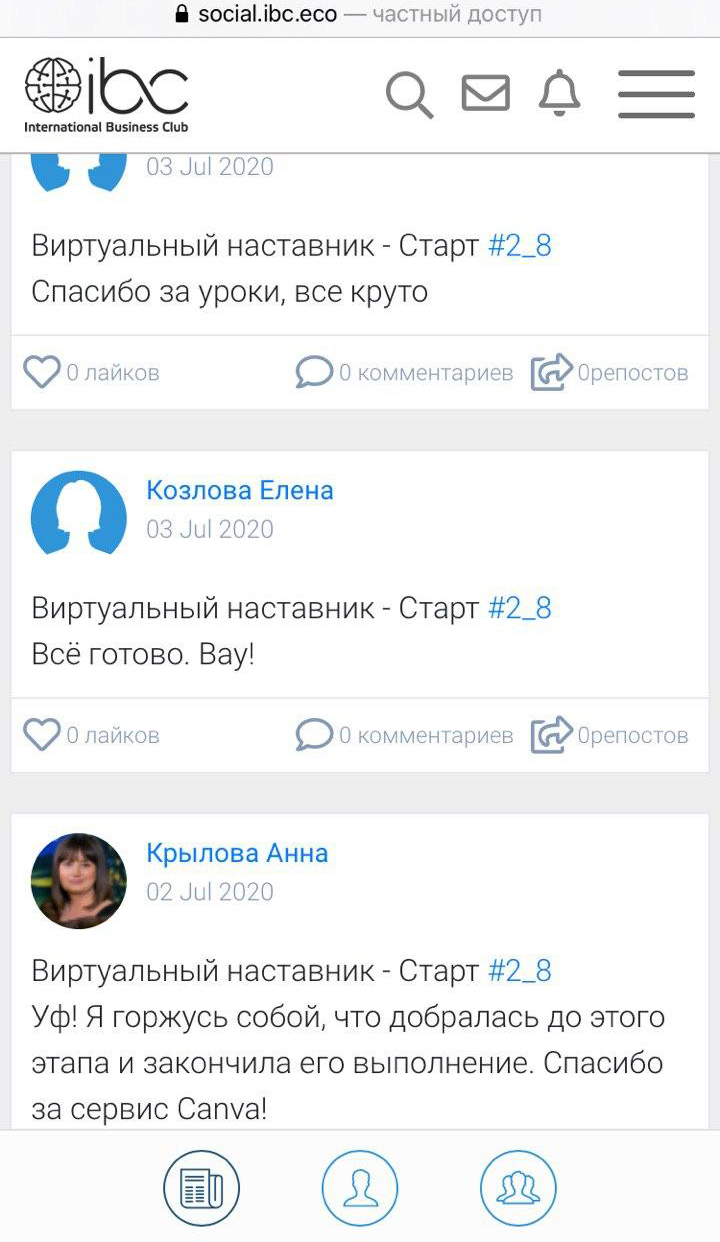 social.ibc.eco — частный доступ
ibc
International Business Club
03 Jul 2020
Виртуальный наставник - Старт #2_8
Спасибо за уроки, все круто
0 лайков 0 комментариев 0репостов
Козлова Елена
03 Jul 2020
Виртуальный наставник - Старт #2_8
Всё готово. Вау!
0 лайков 0 комментариев 0репостов
Крылова Анна
02 Jul 2020
Виртуальный наставник - Старт #2_8
Уф! Я горжусь собой, что добралась до этого
этапа и закончила его выполнение. Спасибо
за сервис Canva!